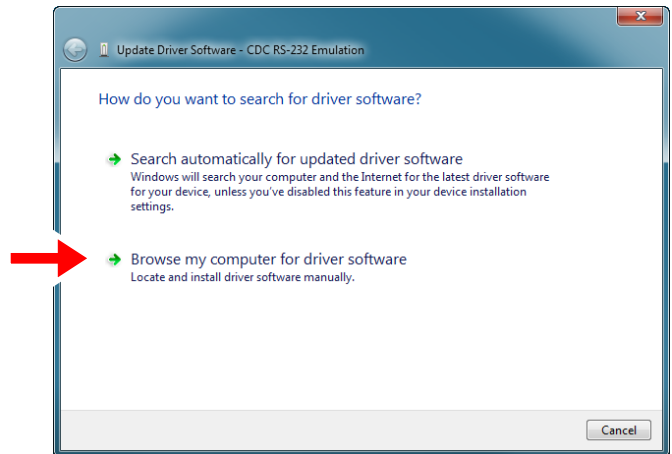 Update Driver Software - CDC RS-232 Emulation
How do you want to search for driver software?
Search automatically for updated driver software
Windows will search your computer and the Internet for the latest driver software
for your device, unless you've disabled this feature in your device installation
settings.
Browse my computer for driver software
Locate and install driver software manually.
Cancel